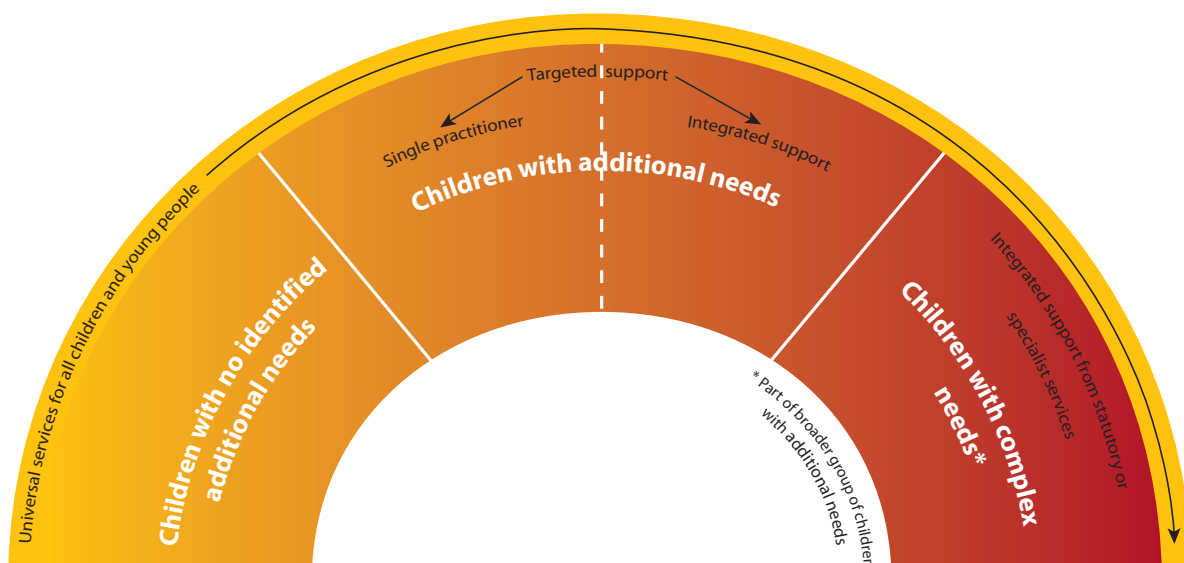 Universal services for all children and young people
Children with no identified
additional needs
Targeted support
Single practitioner
Integrated support
Children with additional needs
Integrated support from statutory or
specialist services
Children with complex
needs*
* Part of broader group of children
with additional needs